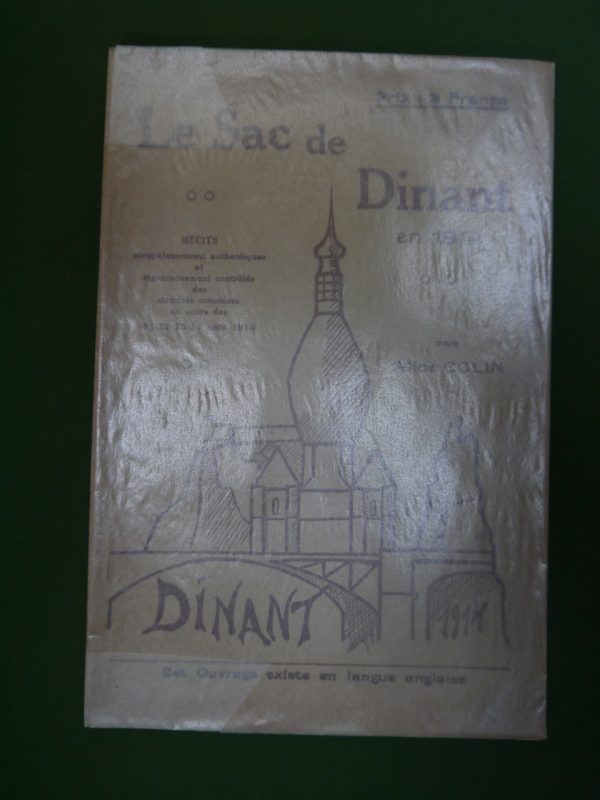 Prix: 3 Francs
Le Sac de
Dinant
en 1914
RÉCITS
scrupuleusement authentiques
et
rigoureusement contrôlés
des
atrocités commises
au cours des
21-22-23-24 août 1914
PAR
COLIN
DINANT
1914
Cet Ouvrage existe en langue anglaise